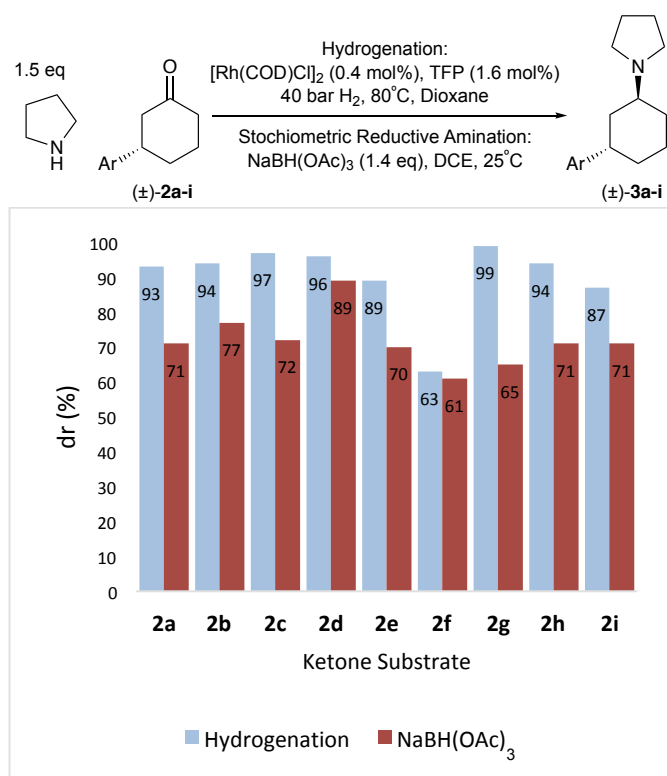 1.5 eq
N
H
O
Ar
(±)-2a-i
Hydrogenation:
[Rh(COD)Cl]2 (0.4 mol%), TFP (1.6 mol%)
40 bar H2, 80°C, Dioxane
Stochiometric Reductive Amination:
NaBH(OAc)3 (1.4 eq), DCE, 25°C
N
Ar
(±)-3a-i
dr (%)
100
90
80
70
60
50
40
30
20
10
0
93 71 94 77 97 72 96 89 89 70 63 61 99 65 94 71 87 71
2a 2b 2c 2d 2e 2f 2g 2h 2i
Ketone Substrate
Hydrogenation NaBH(OAc)3